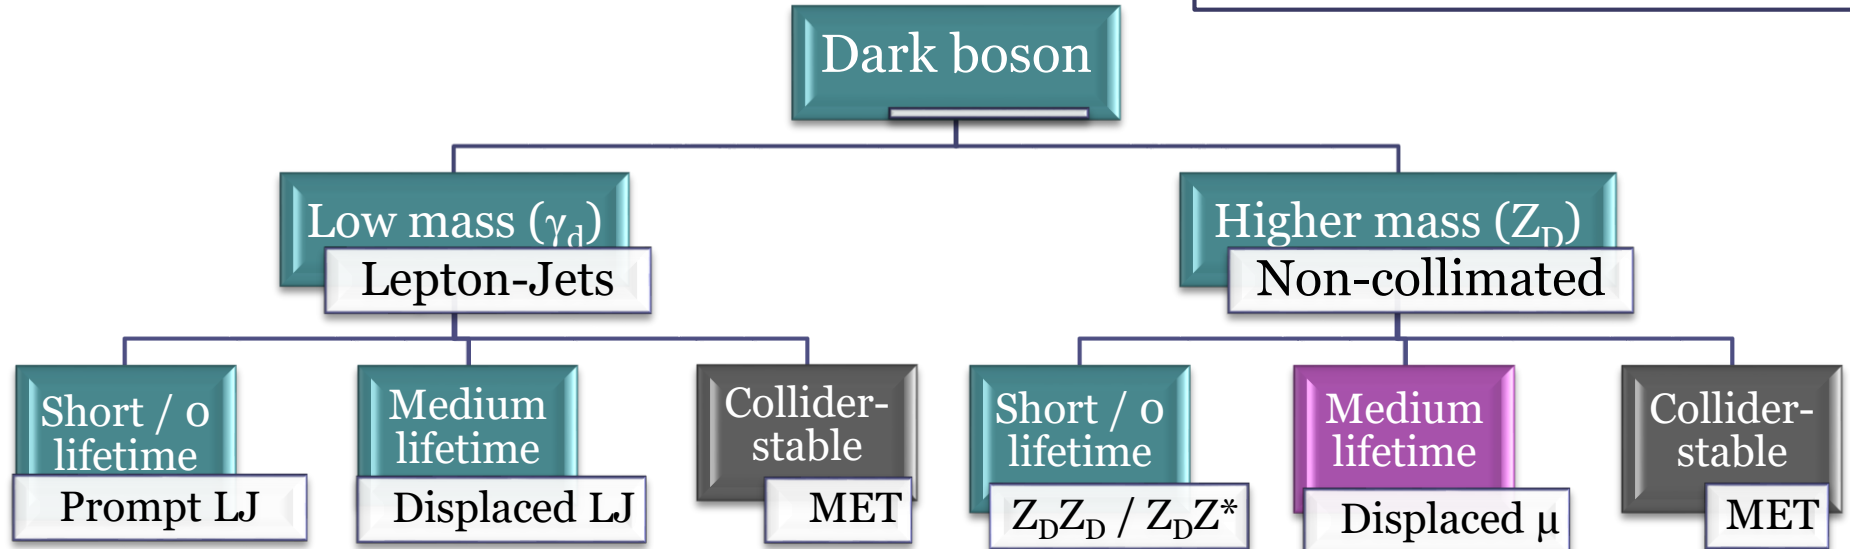 Dark boson
Low mass (γd)
Lepton-Jets
Higher mass (ZD)
Non-collimated
Short / 0
lifetime
Prompt LJ
Medium
lifetime
Displaced LJ
Collider-
stable
MET
Short / 0
lifetime
ZDZD / ZDZ*
Medium
lifetime
Displaced μ
Collider-
stable
MET